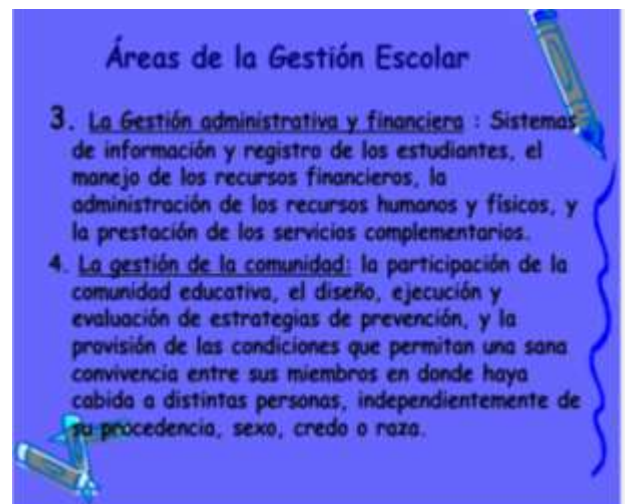 Áreas de la Gestión Escolar
3. La Gestión administrativa y financiera : Sistemas
de información y registro de los estudiantes, el
manejo de los recursos financieros, la
administración de los recursos humanos y físicos, y
la prestación de los servicios complementarios.
4. La gestión de la comunidad: la participación de la
comunidad educativa, el diseño, ejecución y
evaluación de estrategias de prevención, y la
provisión de las condiciones que permitan una sana
convivencia entre sus miembros en donde haya
cabida a distintas personas, independientemente de
su procedencia, sexo, credo o raza.